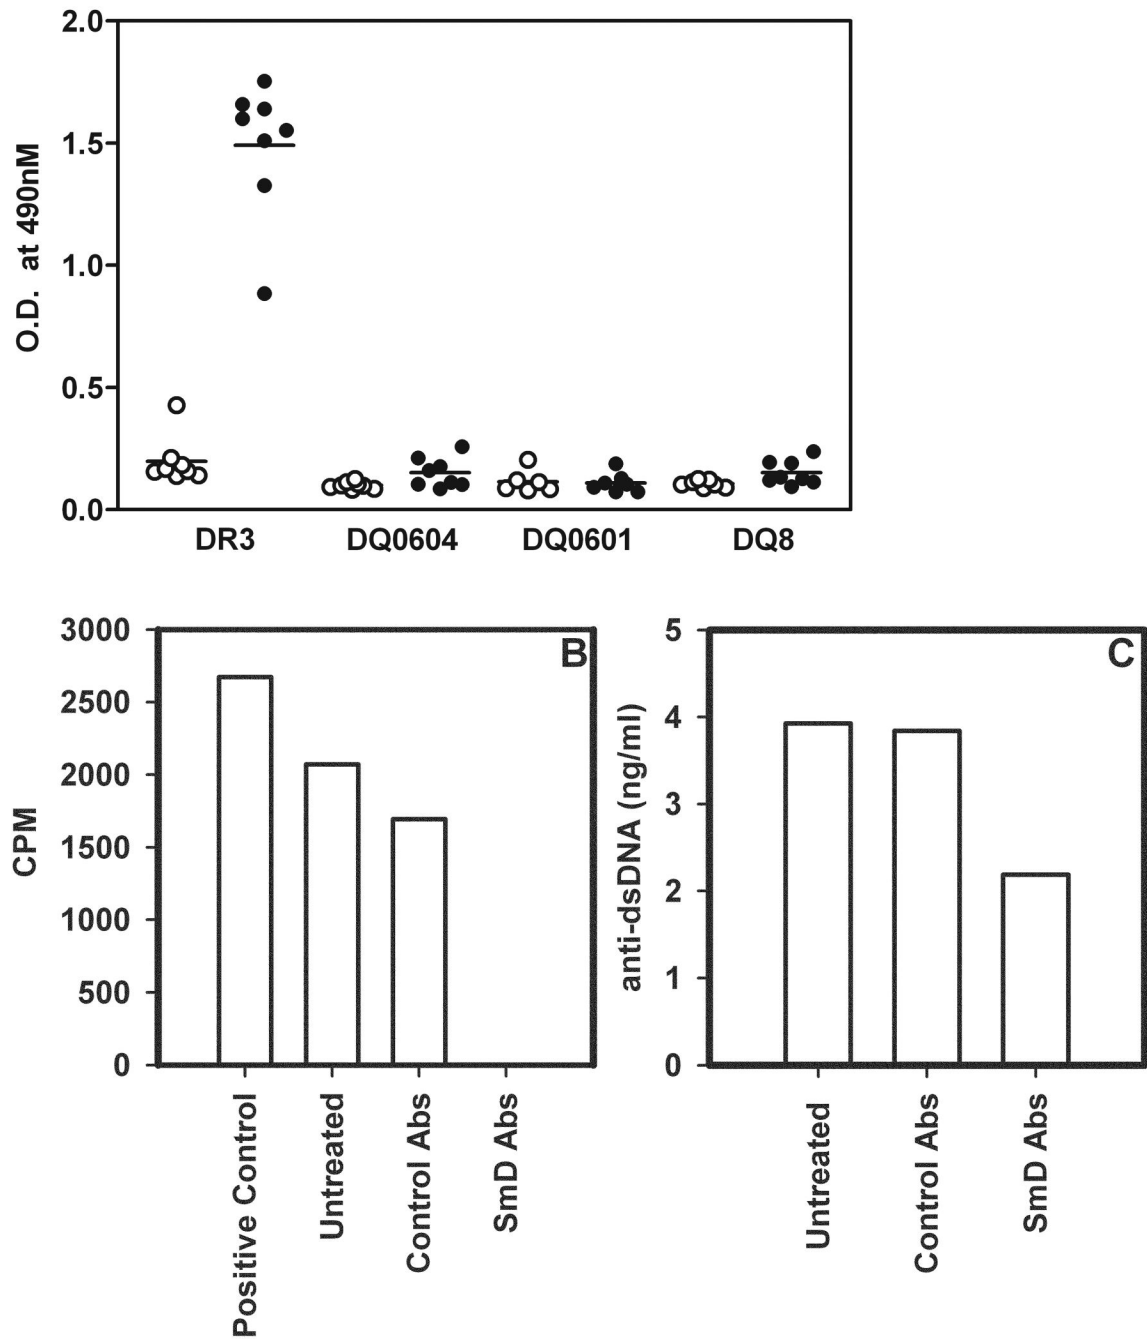 O.D. at 490nM
2.0
1.5
1.0
0.5
0.0
DR3 DQ0604 DQ0601 DQ8
B
CPM
3000
2500
2000
1500
1000
500
0
Positive Control
Untreated
Control Abs
SmD Abs
C
anti-dsDNA (ng/ml)
5
4
3
2
1
0
Untreated
Control Abs
SmD Abs